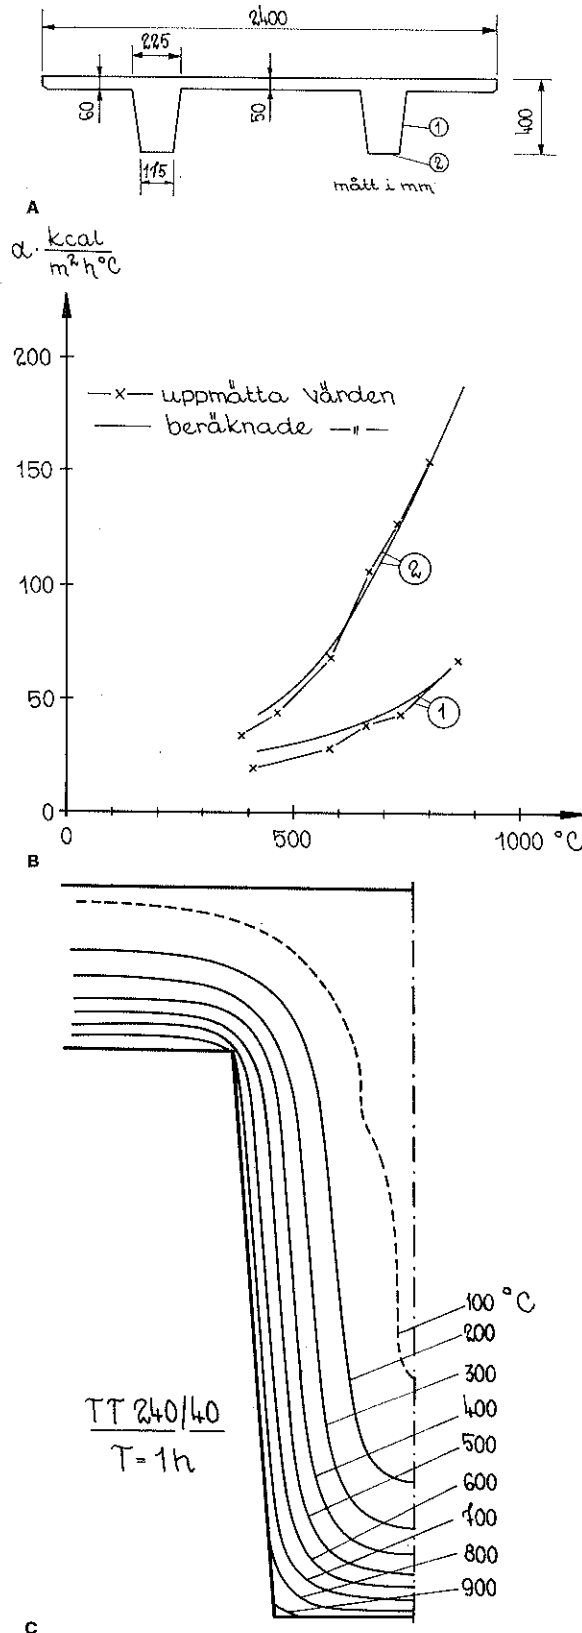 2400
225
60
50
1
400
2
115
mått i mm
A
α · kcal
m² h °C
200
—x— uppmätta värden
—— beräknade —"—
150
2
100
50
1
0
0
500
1000 °C
B
100 °C
200
300
TT 240/40
400
T = 1h
500
600
700
800
900
C